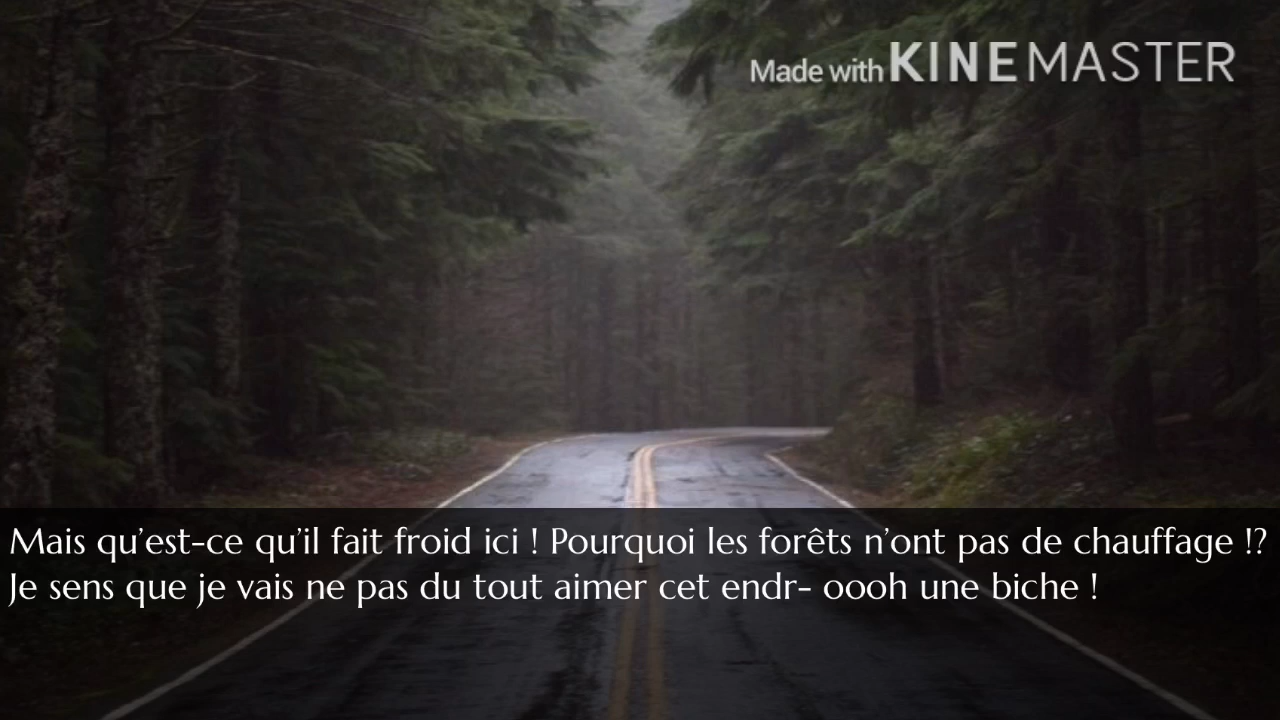 Made with KINEMASTER
Mais qu’est-ce qu’il fait froid ici ! Pourquoi les forêts n’ont pas de chauffage !?
Je sens que je vais ne pas du tout aimer cet endr- oooh une biche !